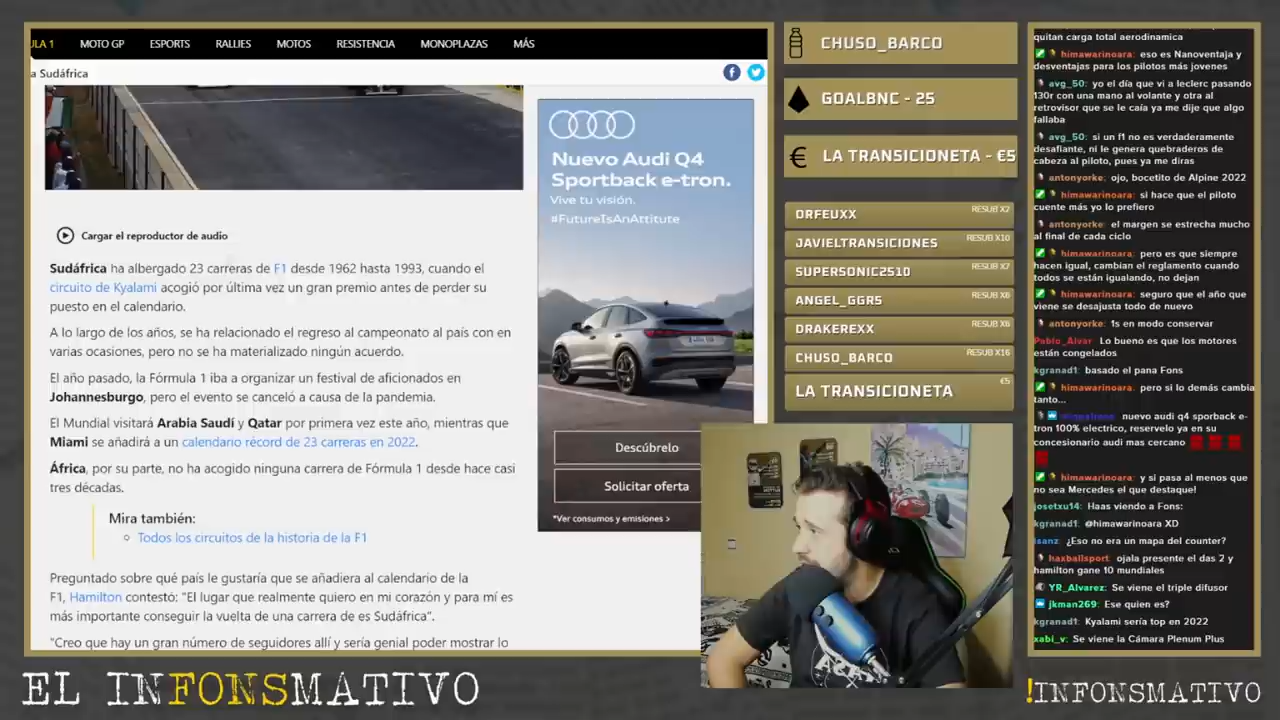 ULA 1 MOTO GP ESPORTS RALLIES MOTOS RESISTENCIA MONOPLAZAS MÁS
a Sudáfrica
Nuevo Audi Q4
Sportback e-tron.
Vive tu visión.
#FutureIsAnAttitute
Descúbrelo
Solicitar oferta
*Ver consumos y emisiones >
Cargar el reproductor de audio
Sudáfrica ha albergado 23 carreras de F1 desde 1962 hasta 1993, cuando el
circuito de Kyalami acogió por última vez un gran premio antes de perder su
puesto en el calendario.
A lo largo de los años, se ha relacionado el regreso al campeonato al país con en
varias ocasiones, pero no se ha materializado ningún acuerdo.
El año pasado, la Fórmula 1 iba a organizar un festival de aficionados en
Johannesburgo, pero el evento se canceló a causa de la pandemia.
El Mundial visitará Arabia Saudí y Qatar por primera vez este año, mientras que
Miami se añadirá a un calendario récord de 23 carreras en 2022.
África, por su parte, no ha acogido ninguna carrera de Fórmula 1 desde hace casi
tres décadas.
Mira también:
Todos los circuitos de la historia de la F1
Preguntado sobre qué país le gustaría que se añadiera al calendario de la
F1, Hamilton contestó: "El lugar que realmente quiero en mi corazón y para mí es
más importante conseguir la vuelta de una carrera de es Sudáfrica".
"Creo que hay un gran número de seguidores allí y sería genial poder mostrar lo
CHUSO_BARCO
GOALBNC - 25
€ LA TRANSICIONETA - €5
ORFEUXX RESUB X2
JAVIELTRANSICIONES RESUB X10
SUPERSONIC2510 RESUB X7
ANGEL_GGR5 RESUB X6
DRAKEREXX RESUB X6
CHUSO_BARCO RESUB X16
LA TRANSICIONETA €5
quitan carga total aerodinamica
himawarinoara: eso es Nanoventaja y
desventajas para los pilotos más jovenes
avg_50: yo el día que vi a leclerc pasando
130r con una mano al volante y otra al
retrovisor que se le caía ya me dije que algo
fallaba
avg_50: si un f1 no es verdaderamente
desafiante, ni le genera quebraderos de
cabeza al piloto, pues ya me diras
antonyorke: ojo, bocetito de Alpine 2022
himawarinoara: si hace que el piloto
cuente más yo lo prefiero
antonyorke: el margen se estrecha mucho
al final de cada ciclo
himawarinoara: pero es que siempre
hacen igual, cambian el reglamento cuando
todos se están igualando, no dejan
himawarinoara: seguro que el año que
viene se desajusta todo de nuevo
antonyorke: 1s en modo conservar
Pablo_Alvar: Lo bueno es que los motores
están congelados
kgranad1: basado el pana Fons
himawarinoara: pero si lo demás cambia
tanto...
nuevo audi q4 sporback e-
tron 100% electrico, reservelo ya en su
concesionario audi mas cercano
himawarinoara: y si pasa al menos que
no sea Mercedes el que destaque!
josetxu14: Haas viendo a Fons:
kgranad1: @himawarinoara XD
isanz: ¿Eso no era un mapa del counter?
haxballsport: ojala presente el das 2 y
hamilton gane 10 mundiales
YR_Alvarez: Se viene el triple difusor
jkman269: Ese quien es?
kgranad1: Kyalami sería top en 2022
xabi_v: Se viene la Cámara Plenum Plus
EL INFONSMATIVO
!INFONSMATIVO